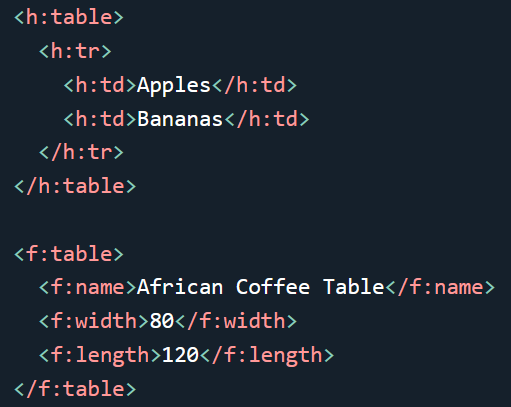 <h:table>
  <h:tr>
    <h:td>Apples</h:td>
    <h:td>Bananas</h:td>
  </h:tr>
</h:table>

<f:table>
  <f:name>African Coffee Table</f:name>
  <f:width>80</f:width>
  <f:length>120</f:length>
</f:table>